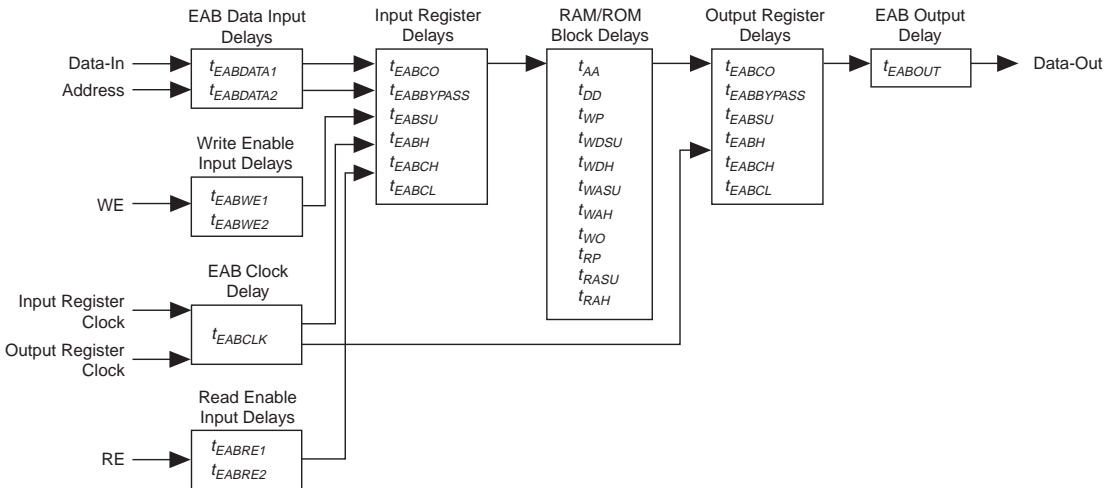 EAB Data Input
Delays
Data-In
Address
tEABDATA1
tEABDATA2
Write Enable
Input Delays
WE
tEABWE1
tEABWE2
EAB Clock
Delay
Input Register
Clock
Output Register
Clock
tEABCLK
Read Enable
Input Delays
RE
tEABRE1
tEABRE2
Input Register
Delays
tEABCO
tEABBYPASS
tEABSU
tEABH
tEABCH
tEABCL
RAM/ROM
Block Delays
tAA
tDD
tWP
tWDSU
tWDH
tWASU
tWAH
tWO
tRP
tRASU
tRAH
Output Register
Delays
tEABCO
tEABBYPASS
tEABSU
tEABH
tEABCH
tEABCL
EAB Output
Delay
tEABOUT
Data-Out